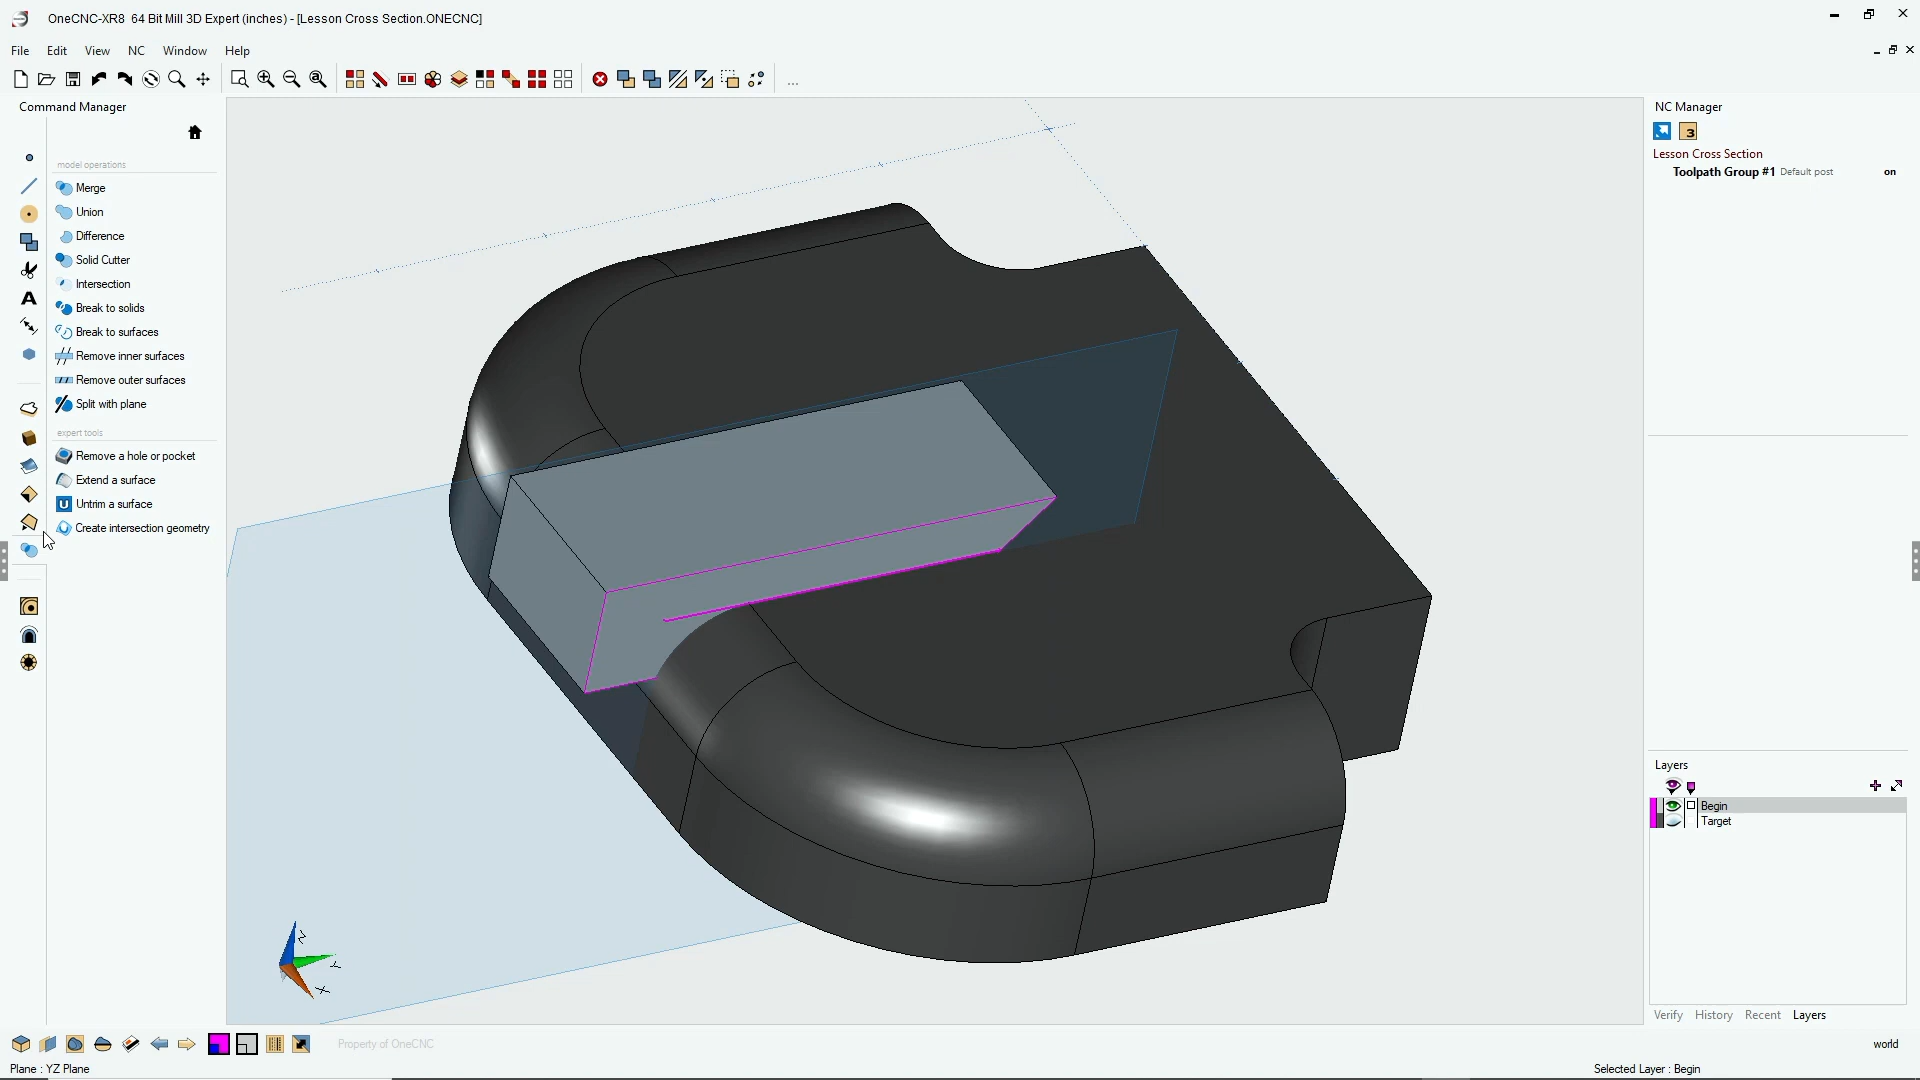 OneCNC-XR8 64 Bit Mill 3D Expert (inches) - [Lesson Cross Section.ONECNC]
File Edit View NC Window Help
...
Command Manager
model operations
Merge
Union
Difference
Solid Cutter
Intersection
Break to solids
Break to surfaces
Remove inner surfaces
Remove outer surfaces
Split with plane
expert tools
Remove a hole or pocket
Extend a surface
Untrim a surface
Create intersection geometry
A
U
Z
Y
X
NC Manager
3
Lesson Cross Section
Toolpath Group #1 Default post on
Layers
Begin
Target
Verify History Recent Layers
Property of OneCNC
world
Plane : YZ Plane
Selected Layer : Begin